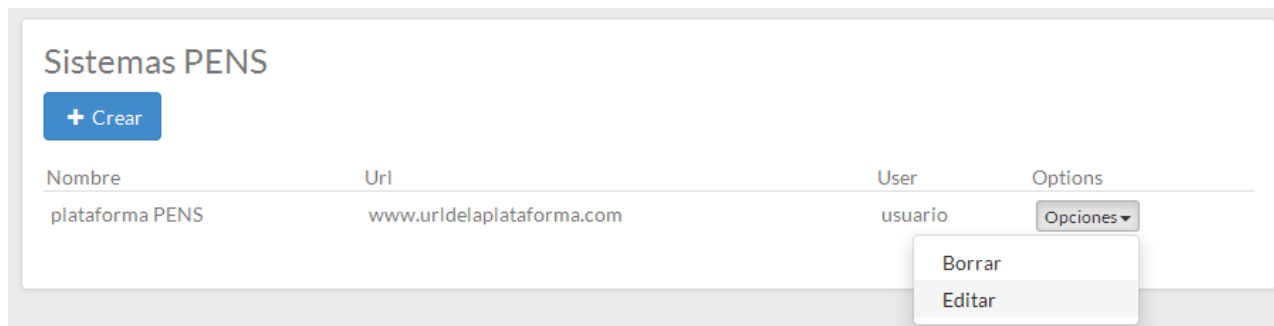 Sistemas PENS
+ Crear
Nombre Url User Options
plataforma PENS www.urldelaplataforma.com usuario Opciones
Borrar
Editar